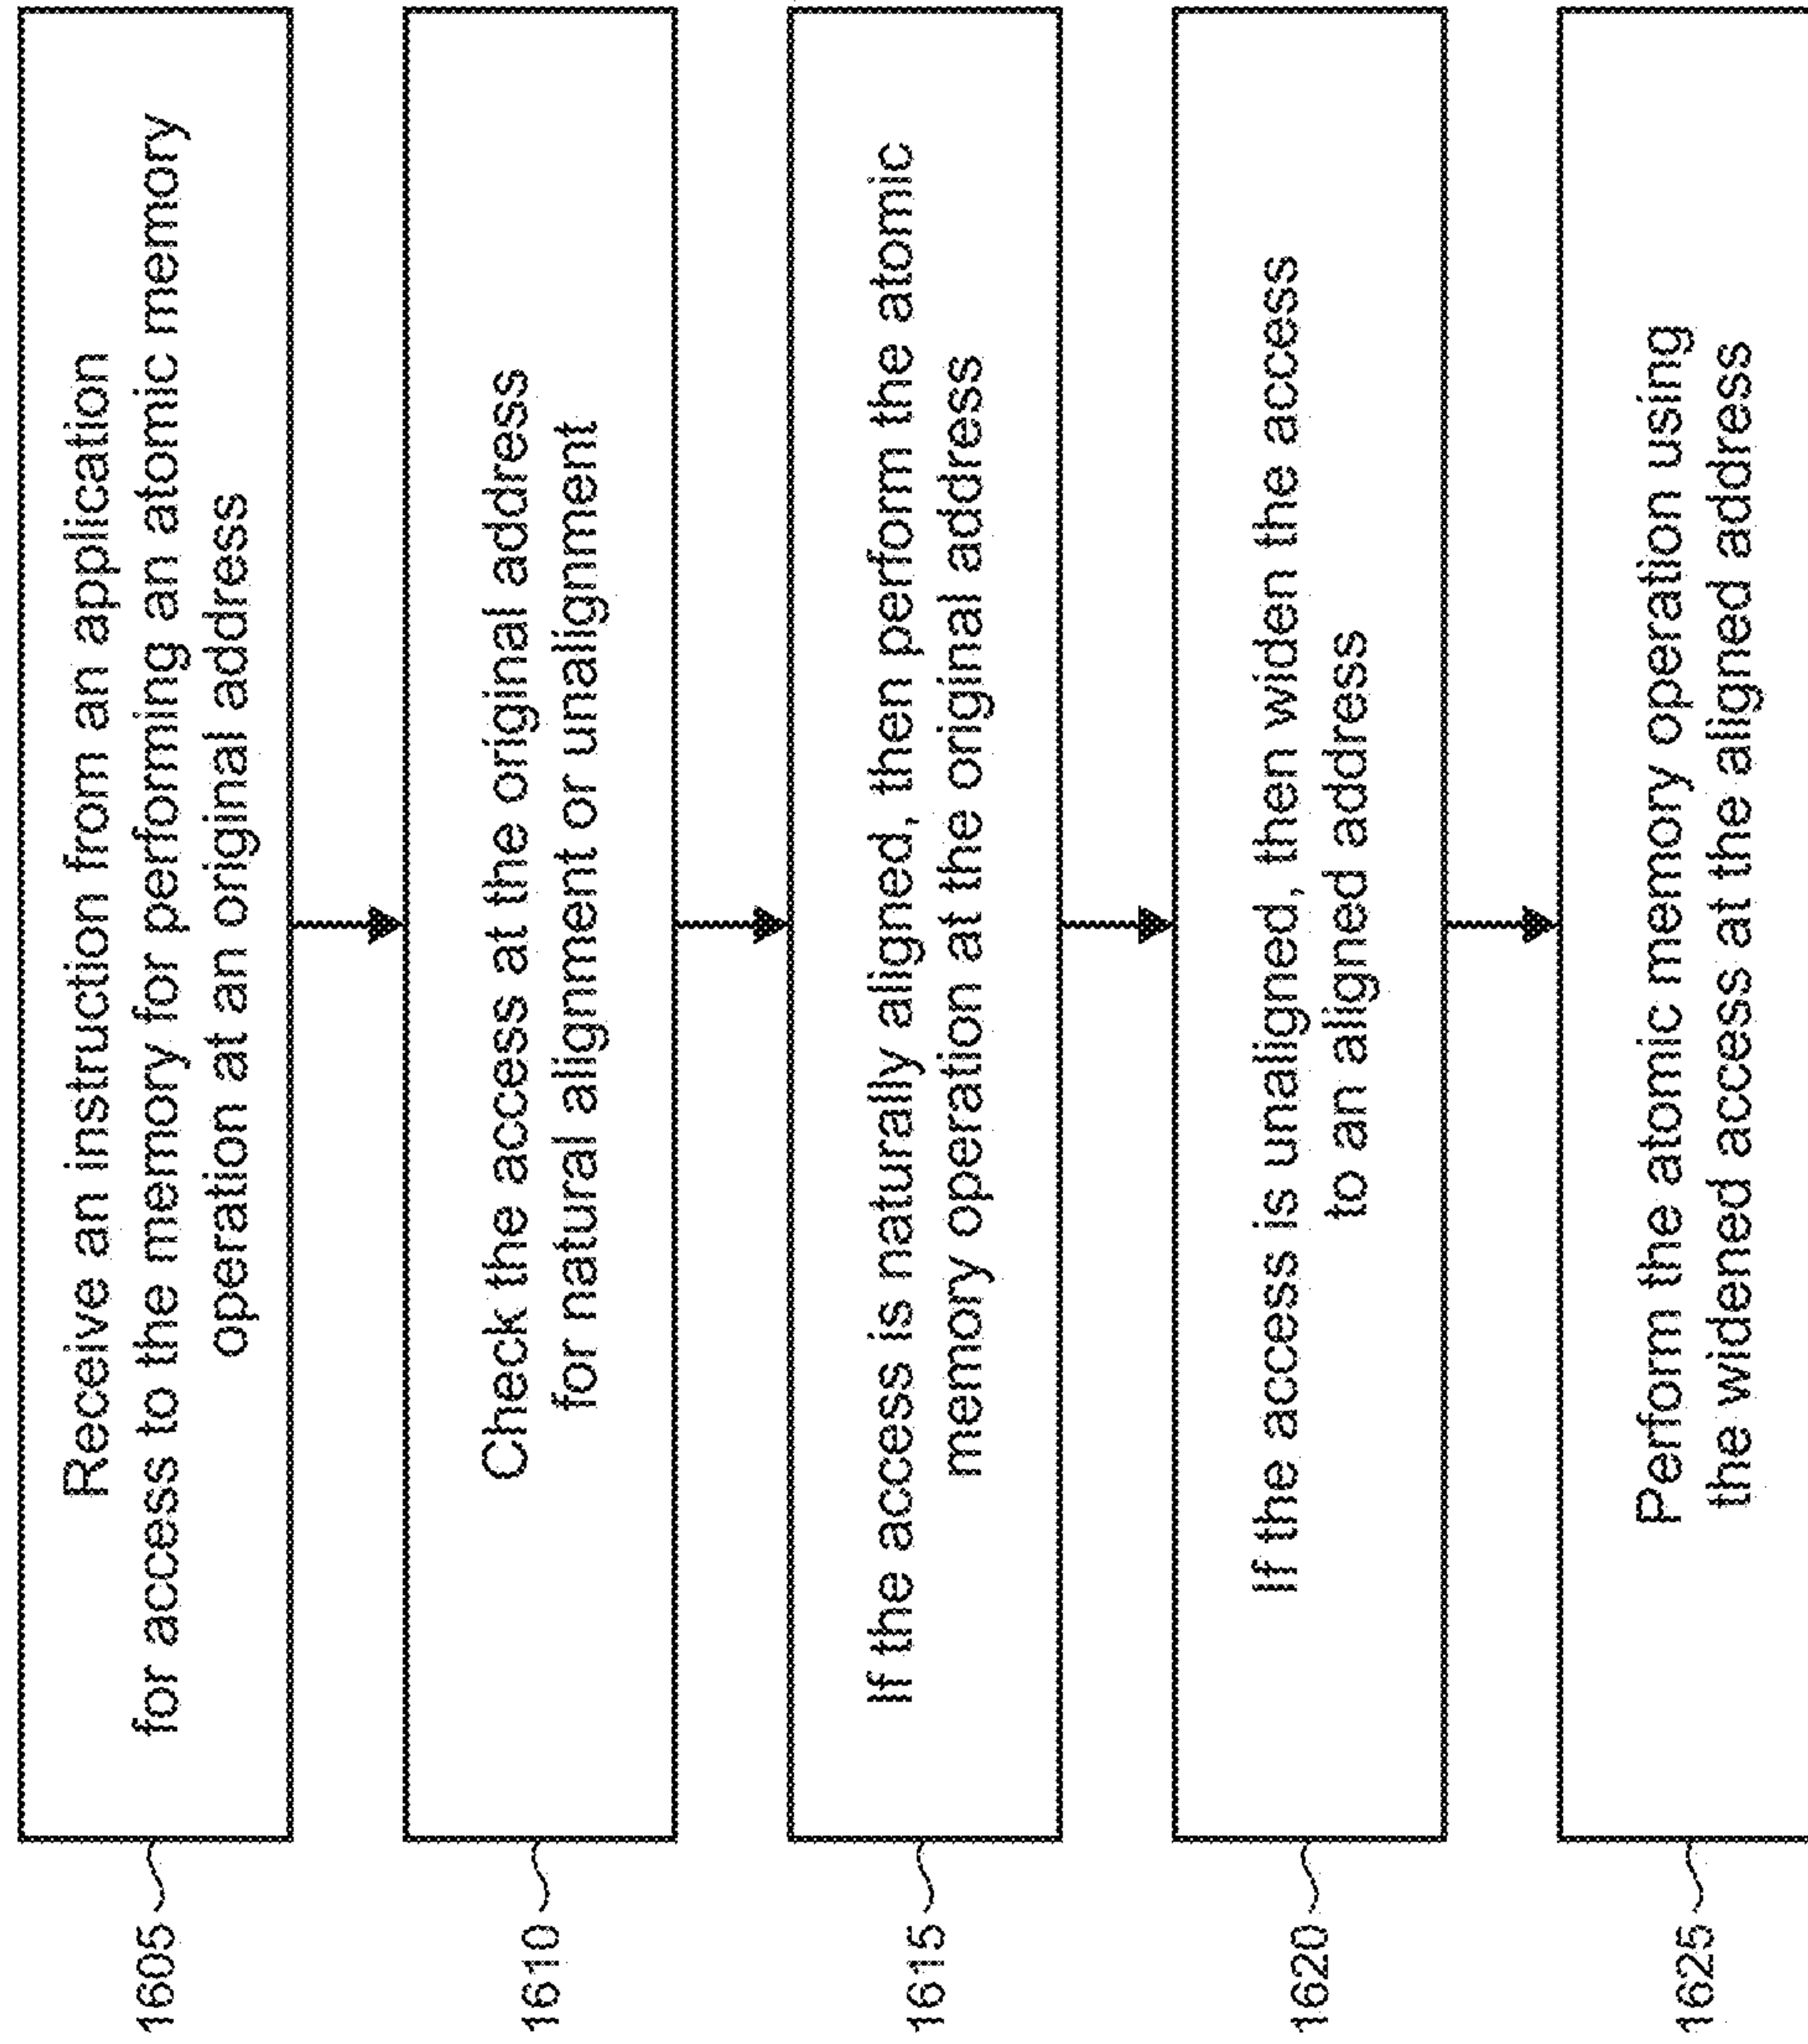 1605
Receive an instruction from an application
for access to the memory for performing an atomic memory
operation at an original address
1610
Check the access at the original address
for natural alignment or unalignment
1615
If the access is naturally aligned, then perform the atomic
memory operation at the original address
1620
If the access is unaligned, then widen the access
to an aligned address
1625
Perform the atomic memory operation using
the widened access at the aligned address